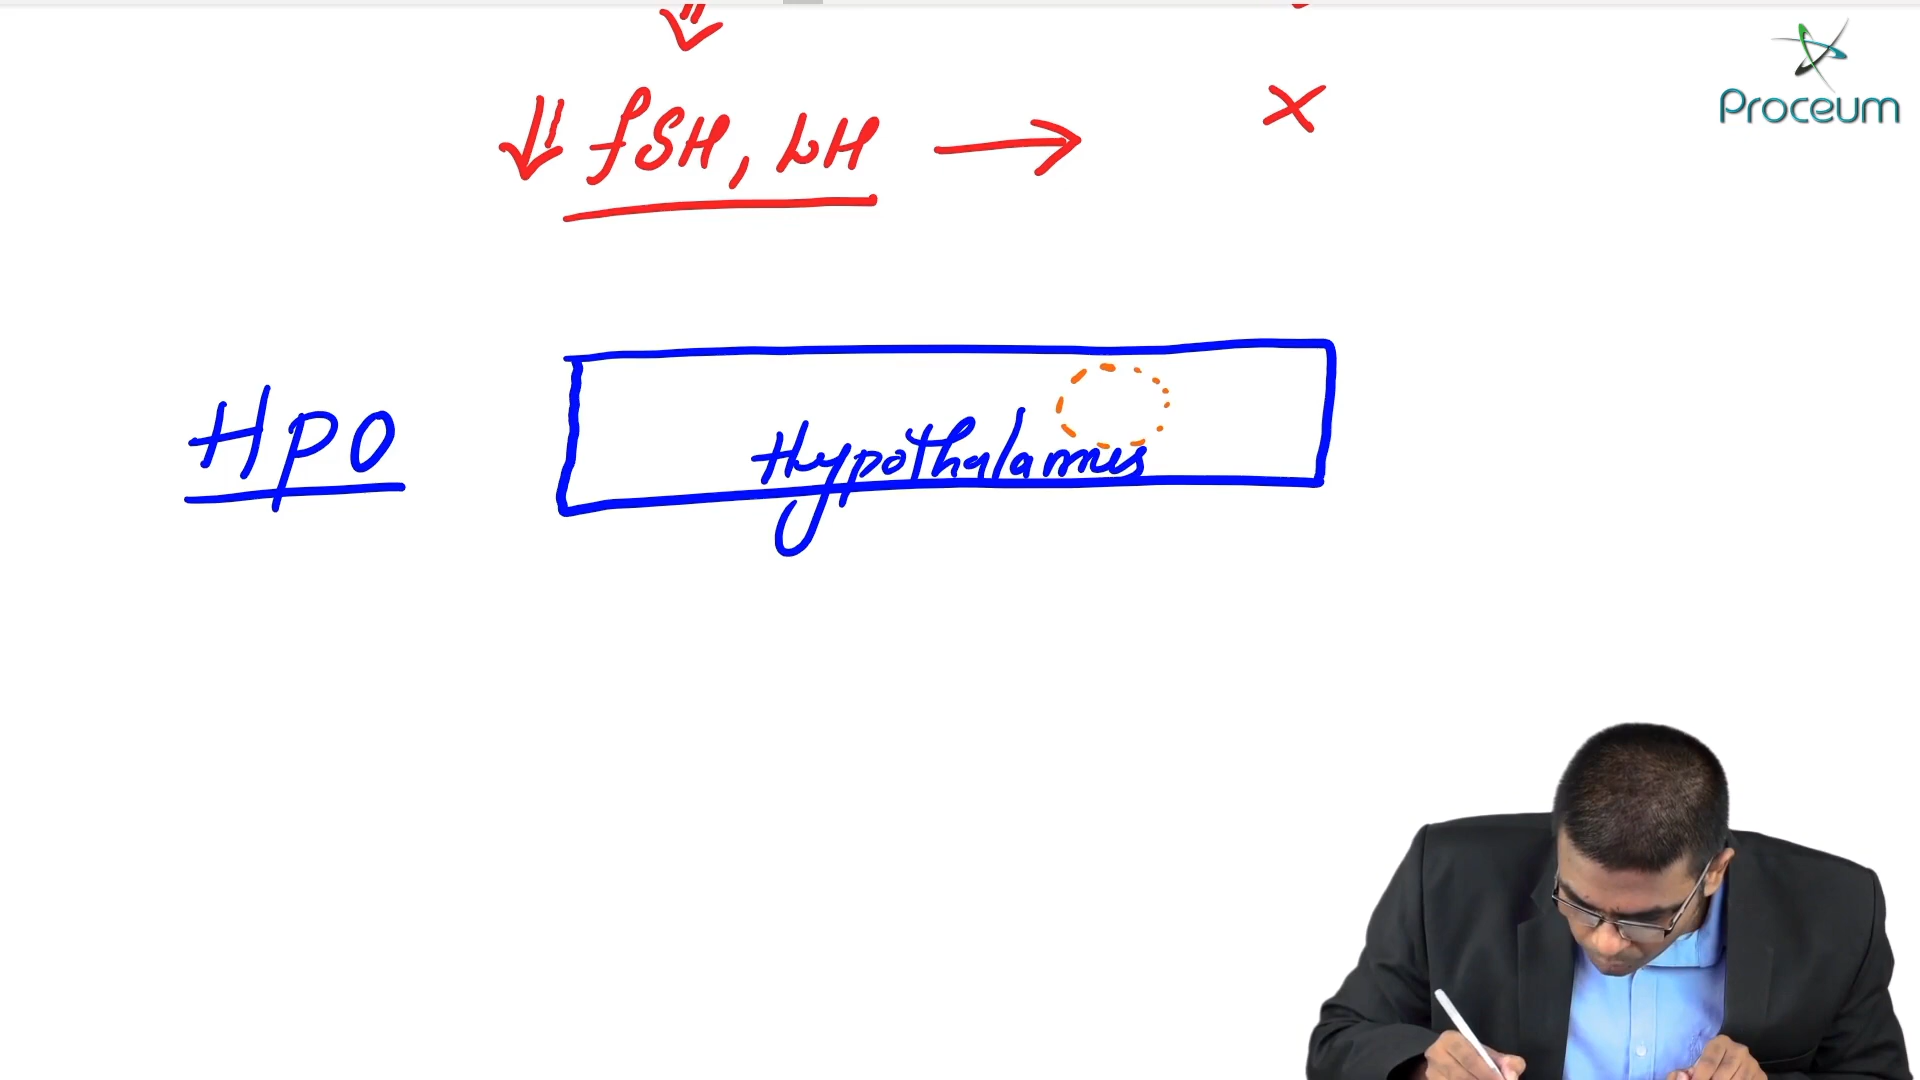 Proceum
⇓ fSH, LH → x
HPO
Hypothalamus